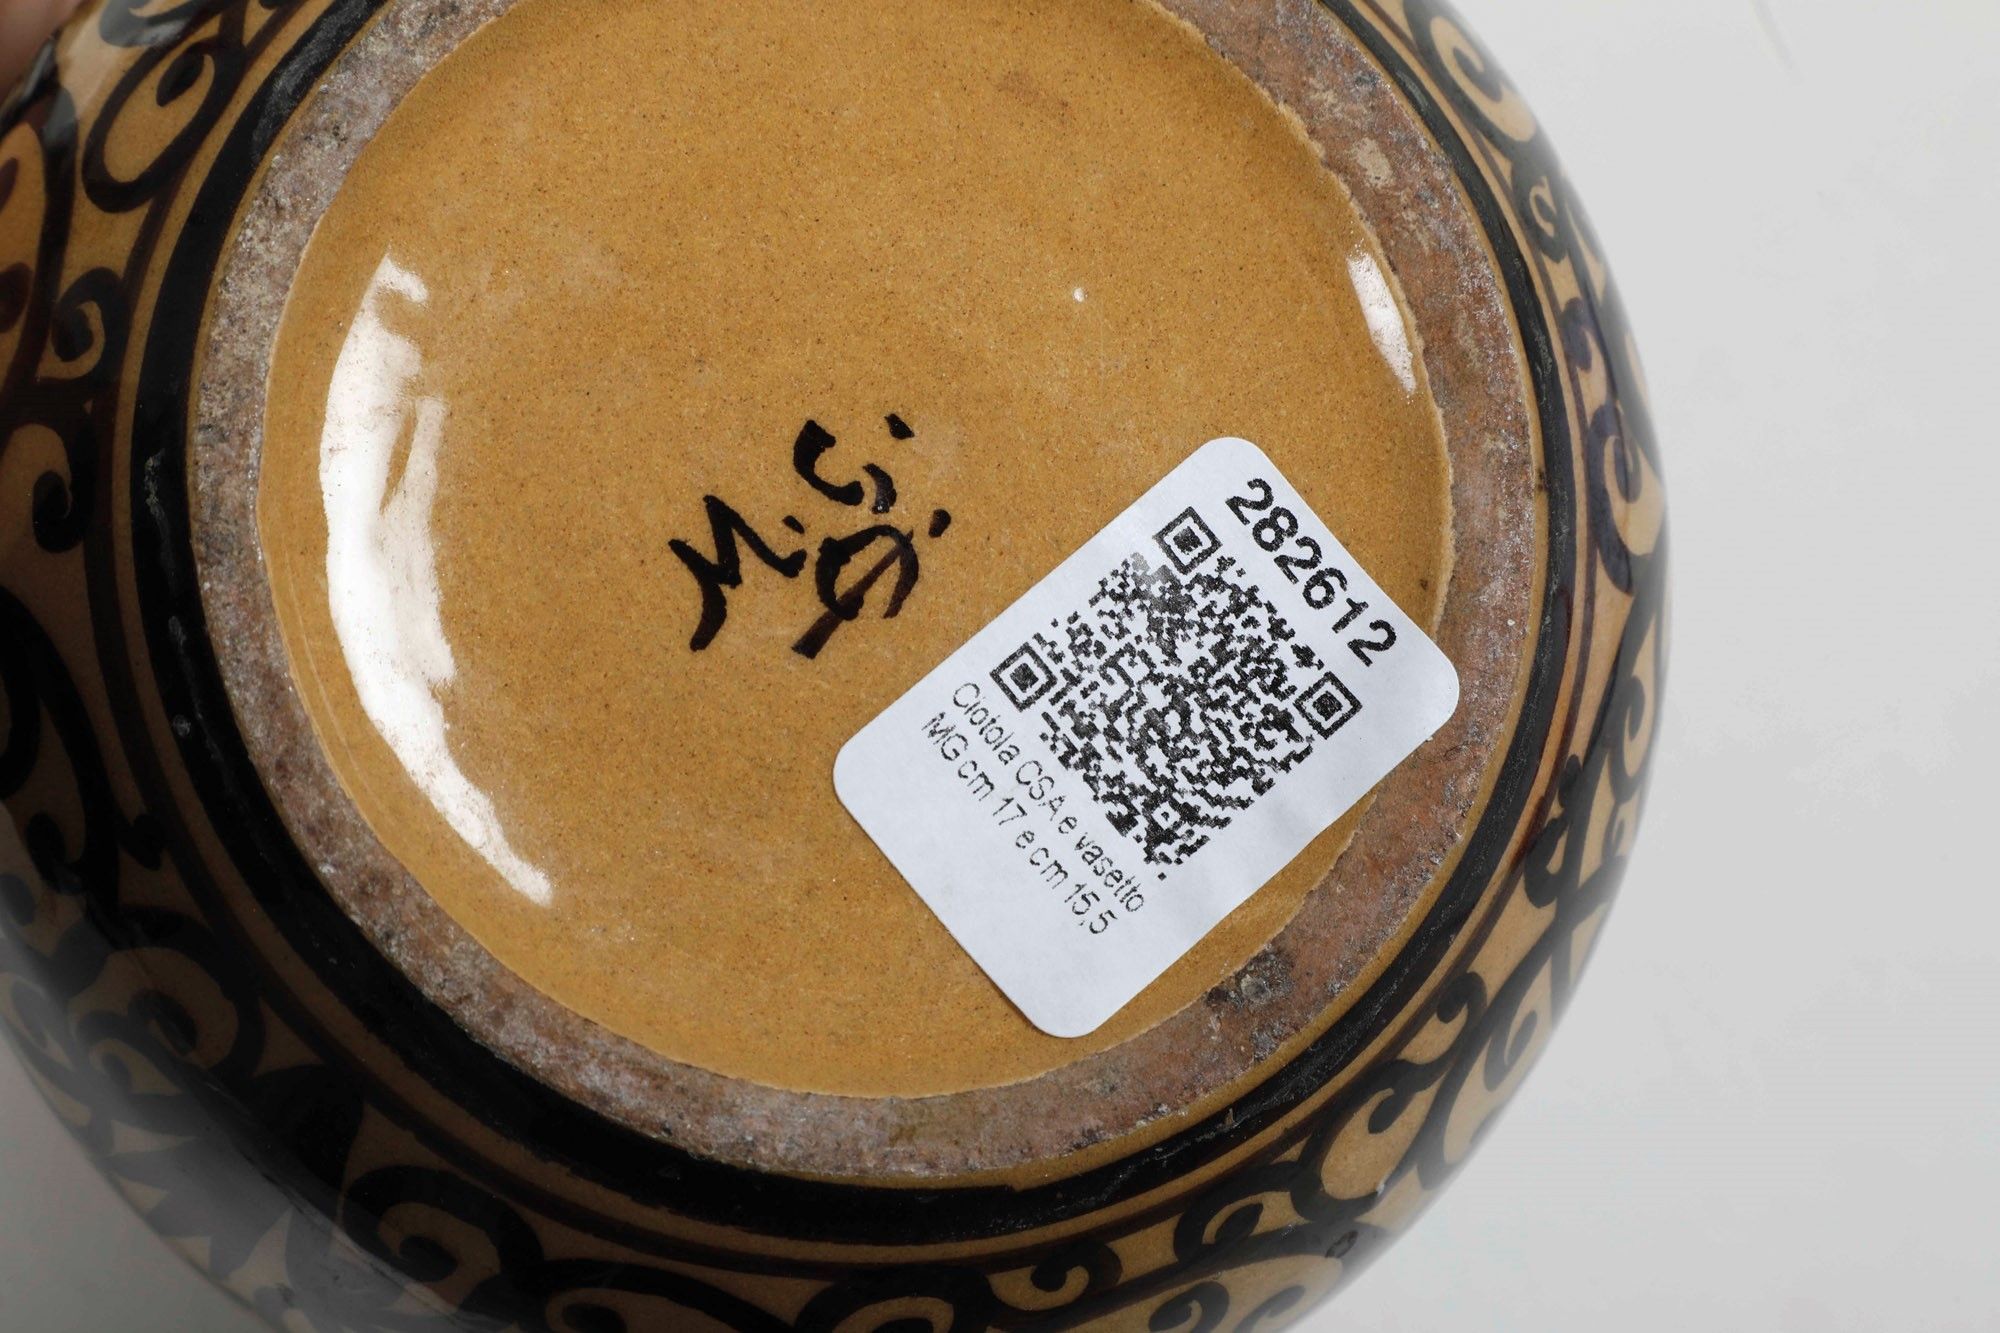 M.G.
282612
Ciotola CSA e vasetto
MG cm 17 e cm 15,5